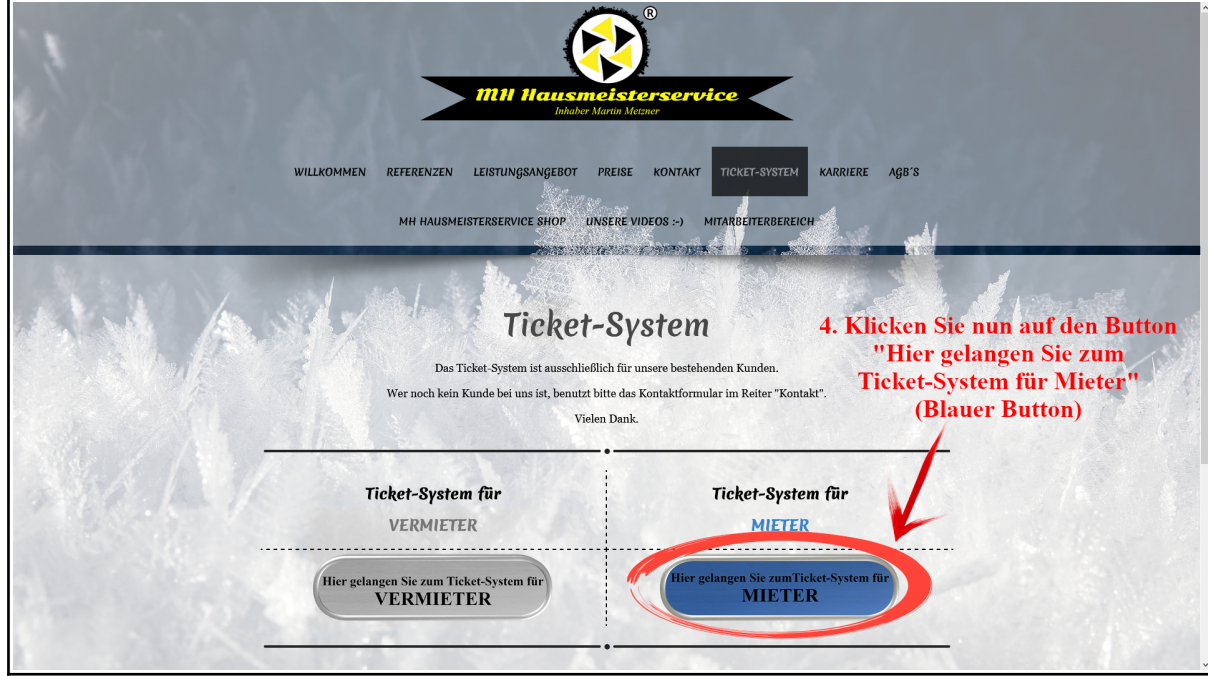 ®
MH Hausmeisterservice
Inhaber Martin Metzner
WILLKOMMEN REFERENZEN LEISTUNGSANGEBOT PREISE KONTAKT TICKET-SYSTEM KARRIERE AGB´S
MH HAUSMEISTERSERVICE SHOP UNSERE VIDEOS :-) MITARBEITERBEREICH
Ticket-System
Das Ticket-System ist ausschließlich für unsere bestehenden Kunden.
Wer noch kein Kunde bei uns ist, benutzt bitte das Kontaktformular im Reiter "Kontakt".
Vielen Dank.
4. Klicken Sie nun auf den Button
"Hier gelangen Sie zum
Ticket-System für Mieter"
(Blauer Button)
Ticket-System für
VERMIETER
Hier gelangen Sie zum Ticket-System für
VERMIETER
Ticket-System für
MIETER
Hier gelangen Sie zumTicket-System für
MIETER